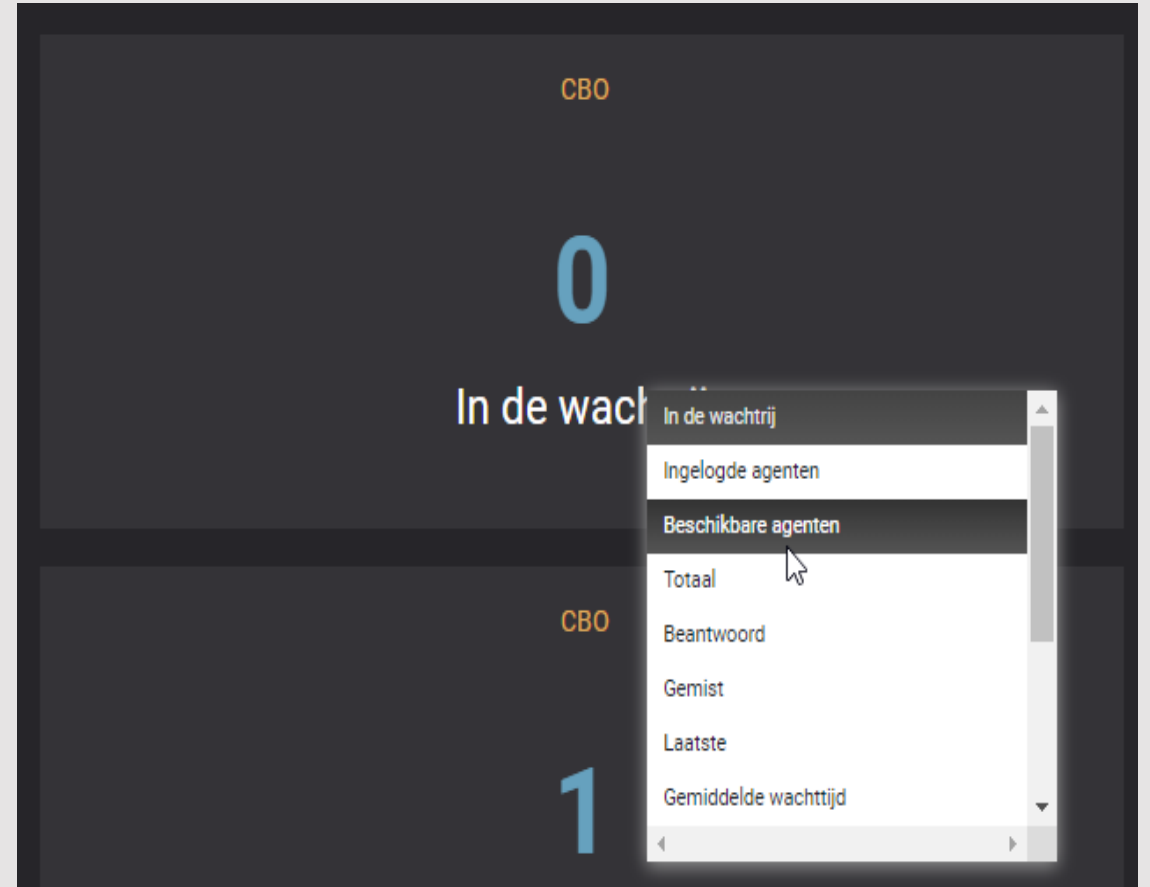 CBO
0
In de wach
In de wachtrij
Ingelogde agenten
Beschikbare agenten
Totaal
Beantwoord
Gemist
Laatste
Gemiddelde wachttijd
CBO
1